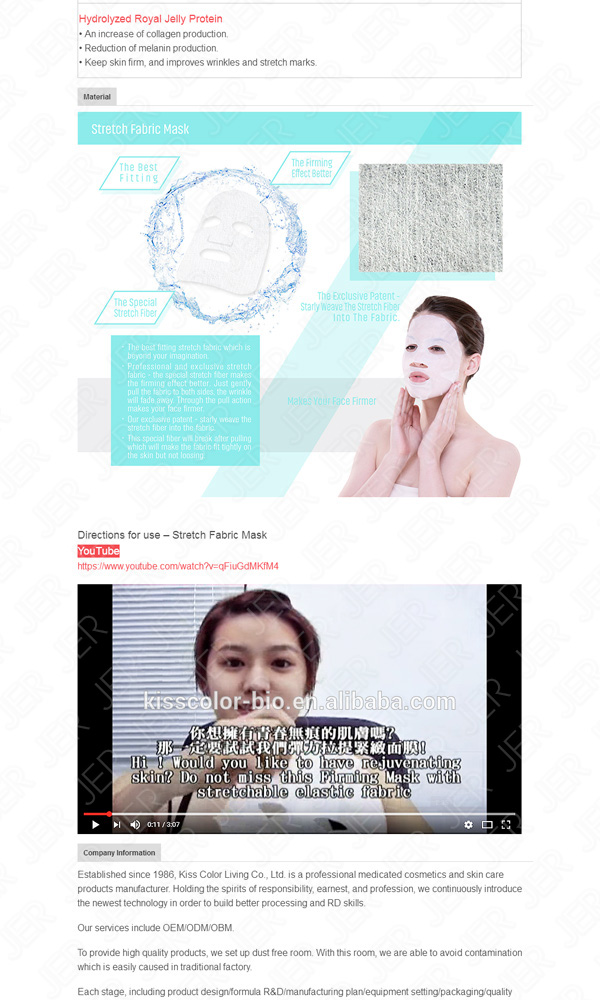 Hydrolyzed Royal Jelly Protein
• An increase of collagen production.
• Reduction of melanin production.
• Keep skin firm, and improves wrinkles and stretch marks.
Material
Stretch Fabric Mask
The Best
Fitting
The Firming
Effect Better
The Special
Stretch Fiber
The Exclusive Patent -
Starly Weave The Stretch Fiber
Into The Fabric.
The best fitting stretch fabric which is
beyond your imagination.
Professional and exclusive stretch
fabric - the special stretch fiber makes
the firming effect better. Just gently
pull the fabric to both sides, the wrinkle
will fade away. Through the pull action
makes your face firmer.
Our exclusive patent - starly weave the
stretch fiber into the fabric.
This special fiber will break after pulling
which will make the fabric fit tightly on
the skin but not loosing.
Makes your Face Firmer
Directions for use – Stretch Fabric Mask
YouTube
https://www.youtube.com/watch?v=qFiuGdMKfM4
kisscolor-bio.en.alibaba.com
你想擁有青春無痕的肌膚嗎?
那一定要試試我們彈力拉提緊緻面膜!
Hi ! Would you like to have rejuvenating
skin? Do not miss this Firming Mask with
stretchable elastic fabric
0:11 / 3:07
Company Information
Established since 1986, Kiss Color Living Co., Ltd. is a professional medicated cosmetics and skin care
products manufacturer. Holding the spirits of responsibility, earnest, and profession, we continuously introduce
the newest technology in order to build better processing and RD skills.
Our services include OEM/ODM/OBM.
To provide high quality products, we set up dust free room. With this room, we are able to avoid contamination
which is easily caused in traditional factory.
Each stage, including product design/formula R&D/manufacturing plan/equipment setting/packaging/quality